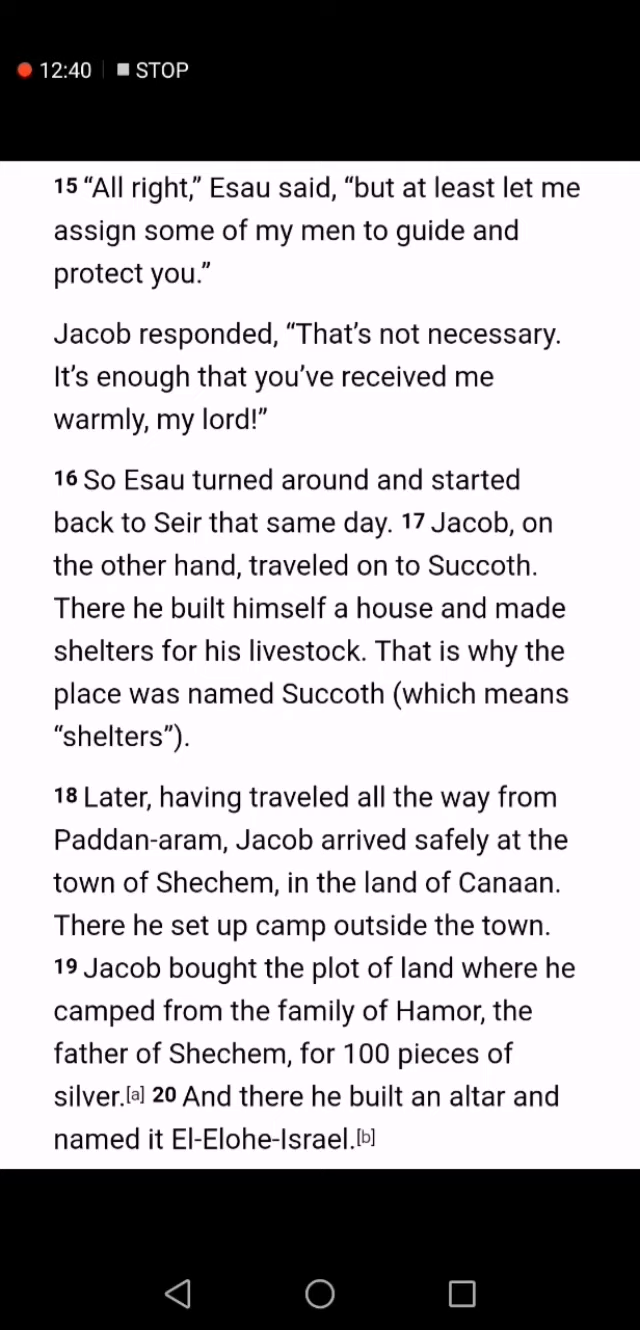 12:40 STOP
15 “All right,” Esau said, “but at least let me
assign some of my men to guide and
protect you.”
Jacob responded, “That’s not necessary.
It’s enough that you’ve received me
warmly, my lord!”
16 So Esau turned around and started
back to Seir that same day. 17 Jacob, on
the other hand, traveled on to Succoth.
There he built himself a house and made
shelters for his livestock. That is why the
place was named Succoth (which means
“shelters”).
18 Later, having traveled all the way from
Paddan-aram, Jacob arrived safely at the
town of Shechem, in the land of Canaan.
There he set up camp outside the town.
19 Jacob bought the plot of land where he
camped from the family of Hamor, the
father of Shechem, for 100 pieces of
silver.[a] 20 And there he built an altar and
named it El-Elohe-Israel.[b]